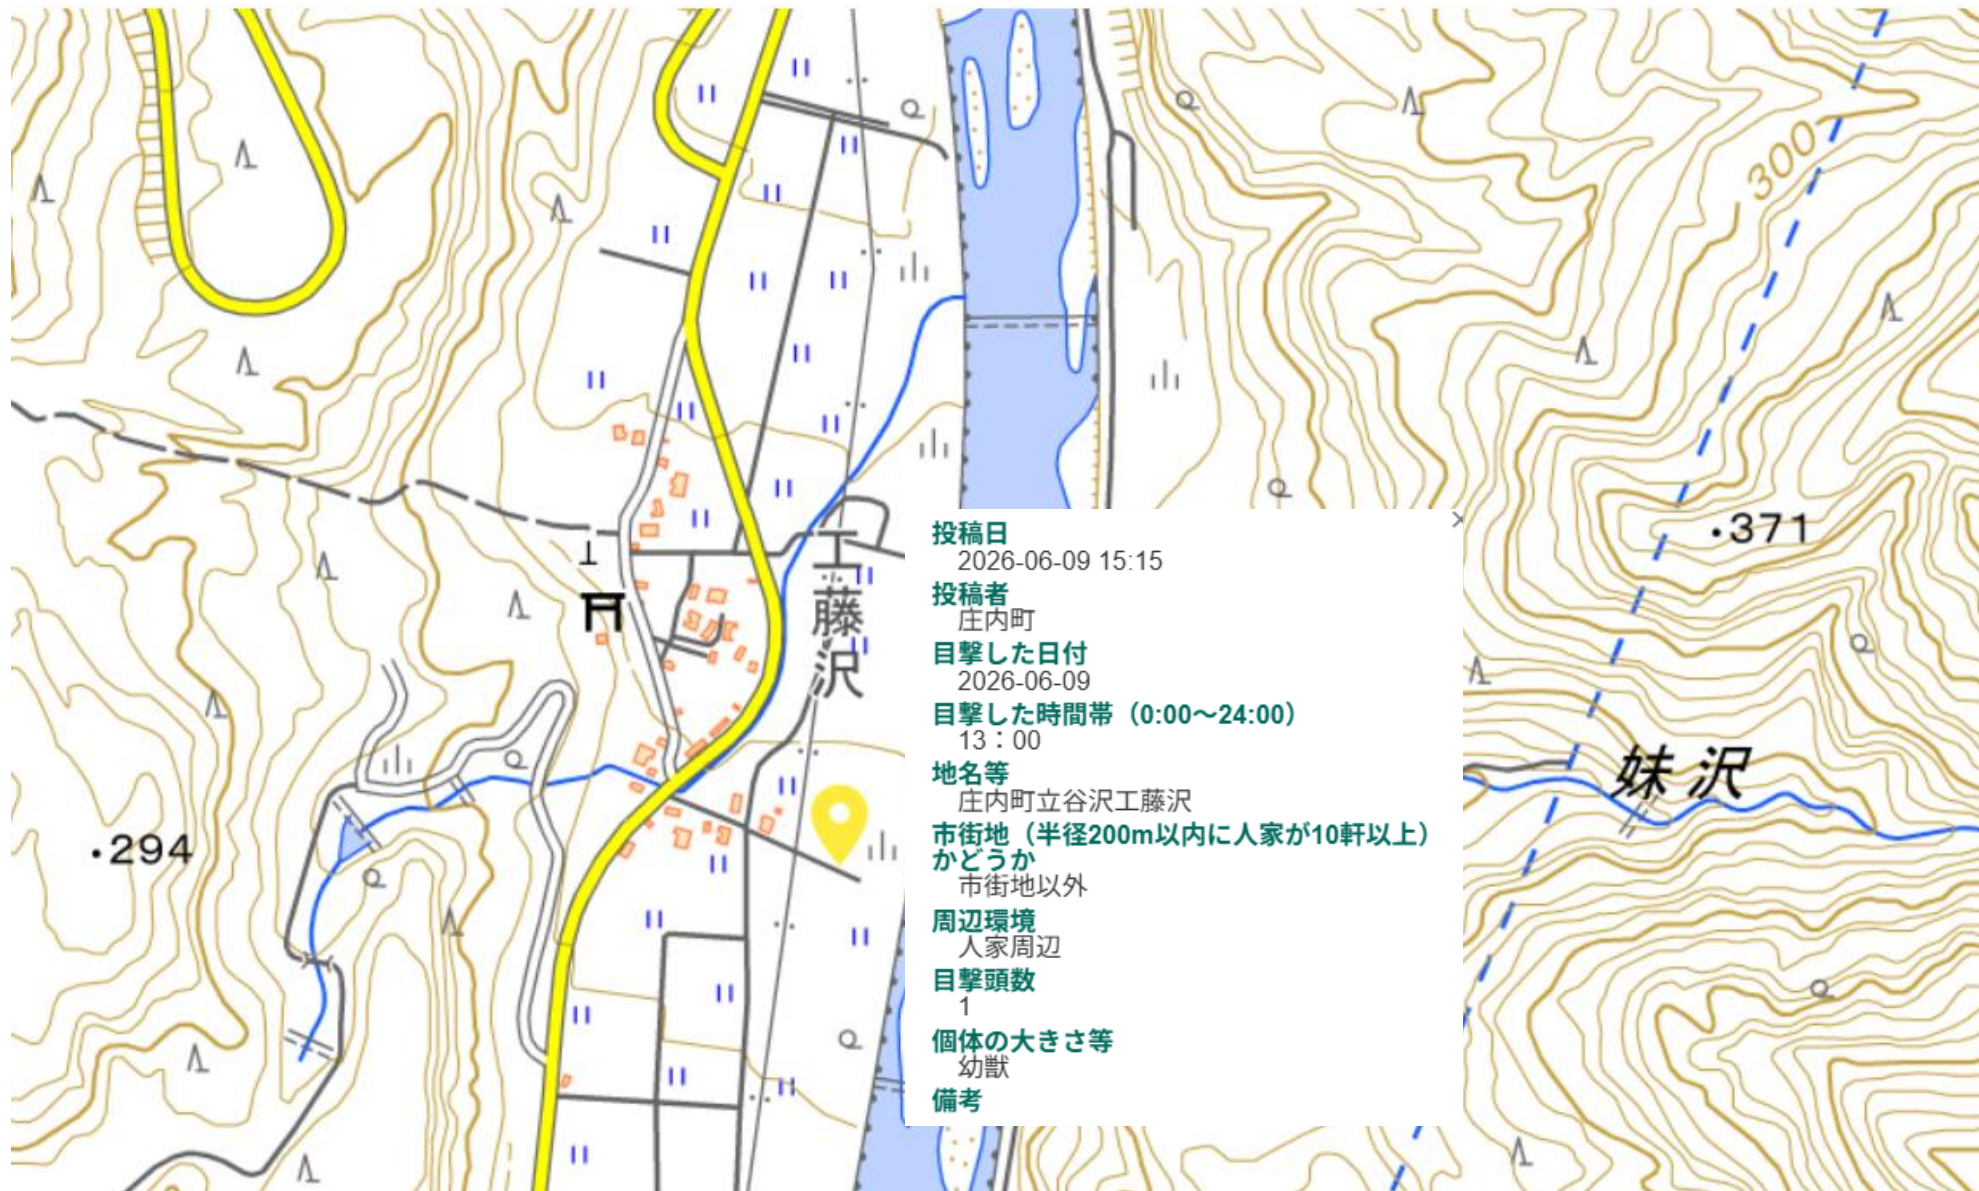 300
・371
工藤沢
妹沢
・294
投稿日
2026-06-09 15:15
投稿者
庄内町
目撃した日付
2026-06-09
目撃した時間帯（0:00～24:00）
13：00
地名等
庄内町立谷沢工藤沢
市街地（半径200m以内に人家が10軒以上）
かどうか
市街地以外
周辺環境
人家周辺
目撃頭数
1
個体の大きさ等
幼獣
備考